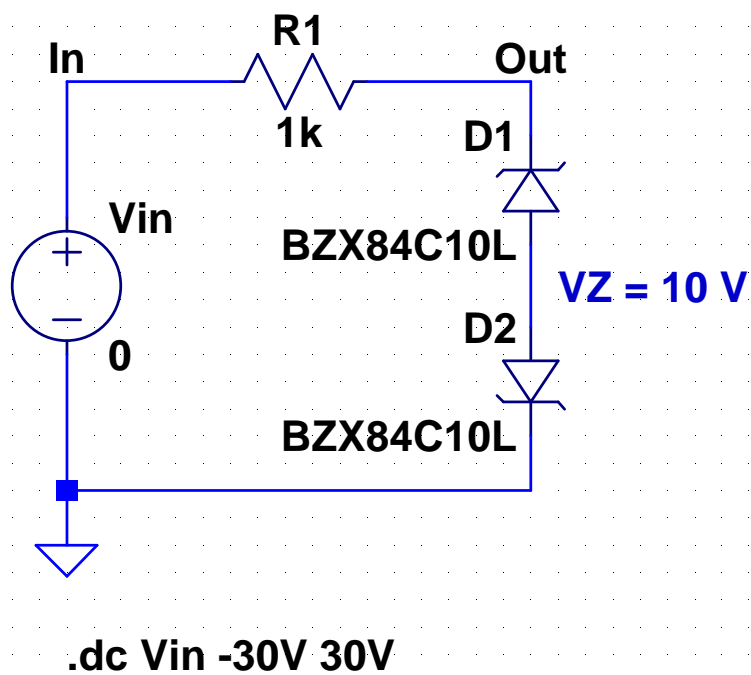 R1
In
Out
1k
D1
Vin
BZX84C10L
VZ = 10 V
D2
0
BZX84C10L
.dc Vin -30V 30V